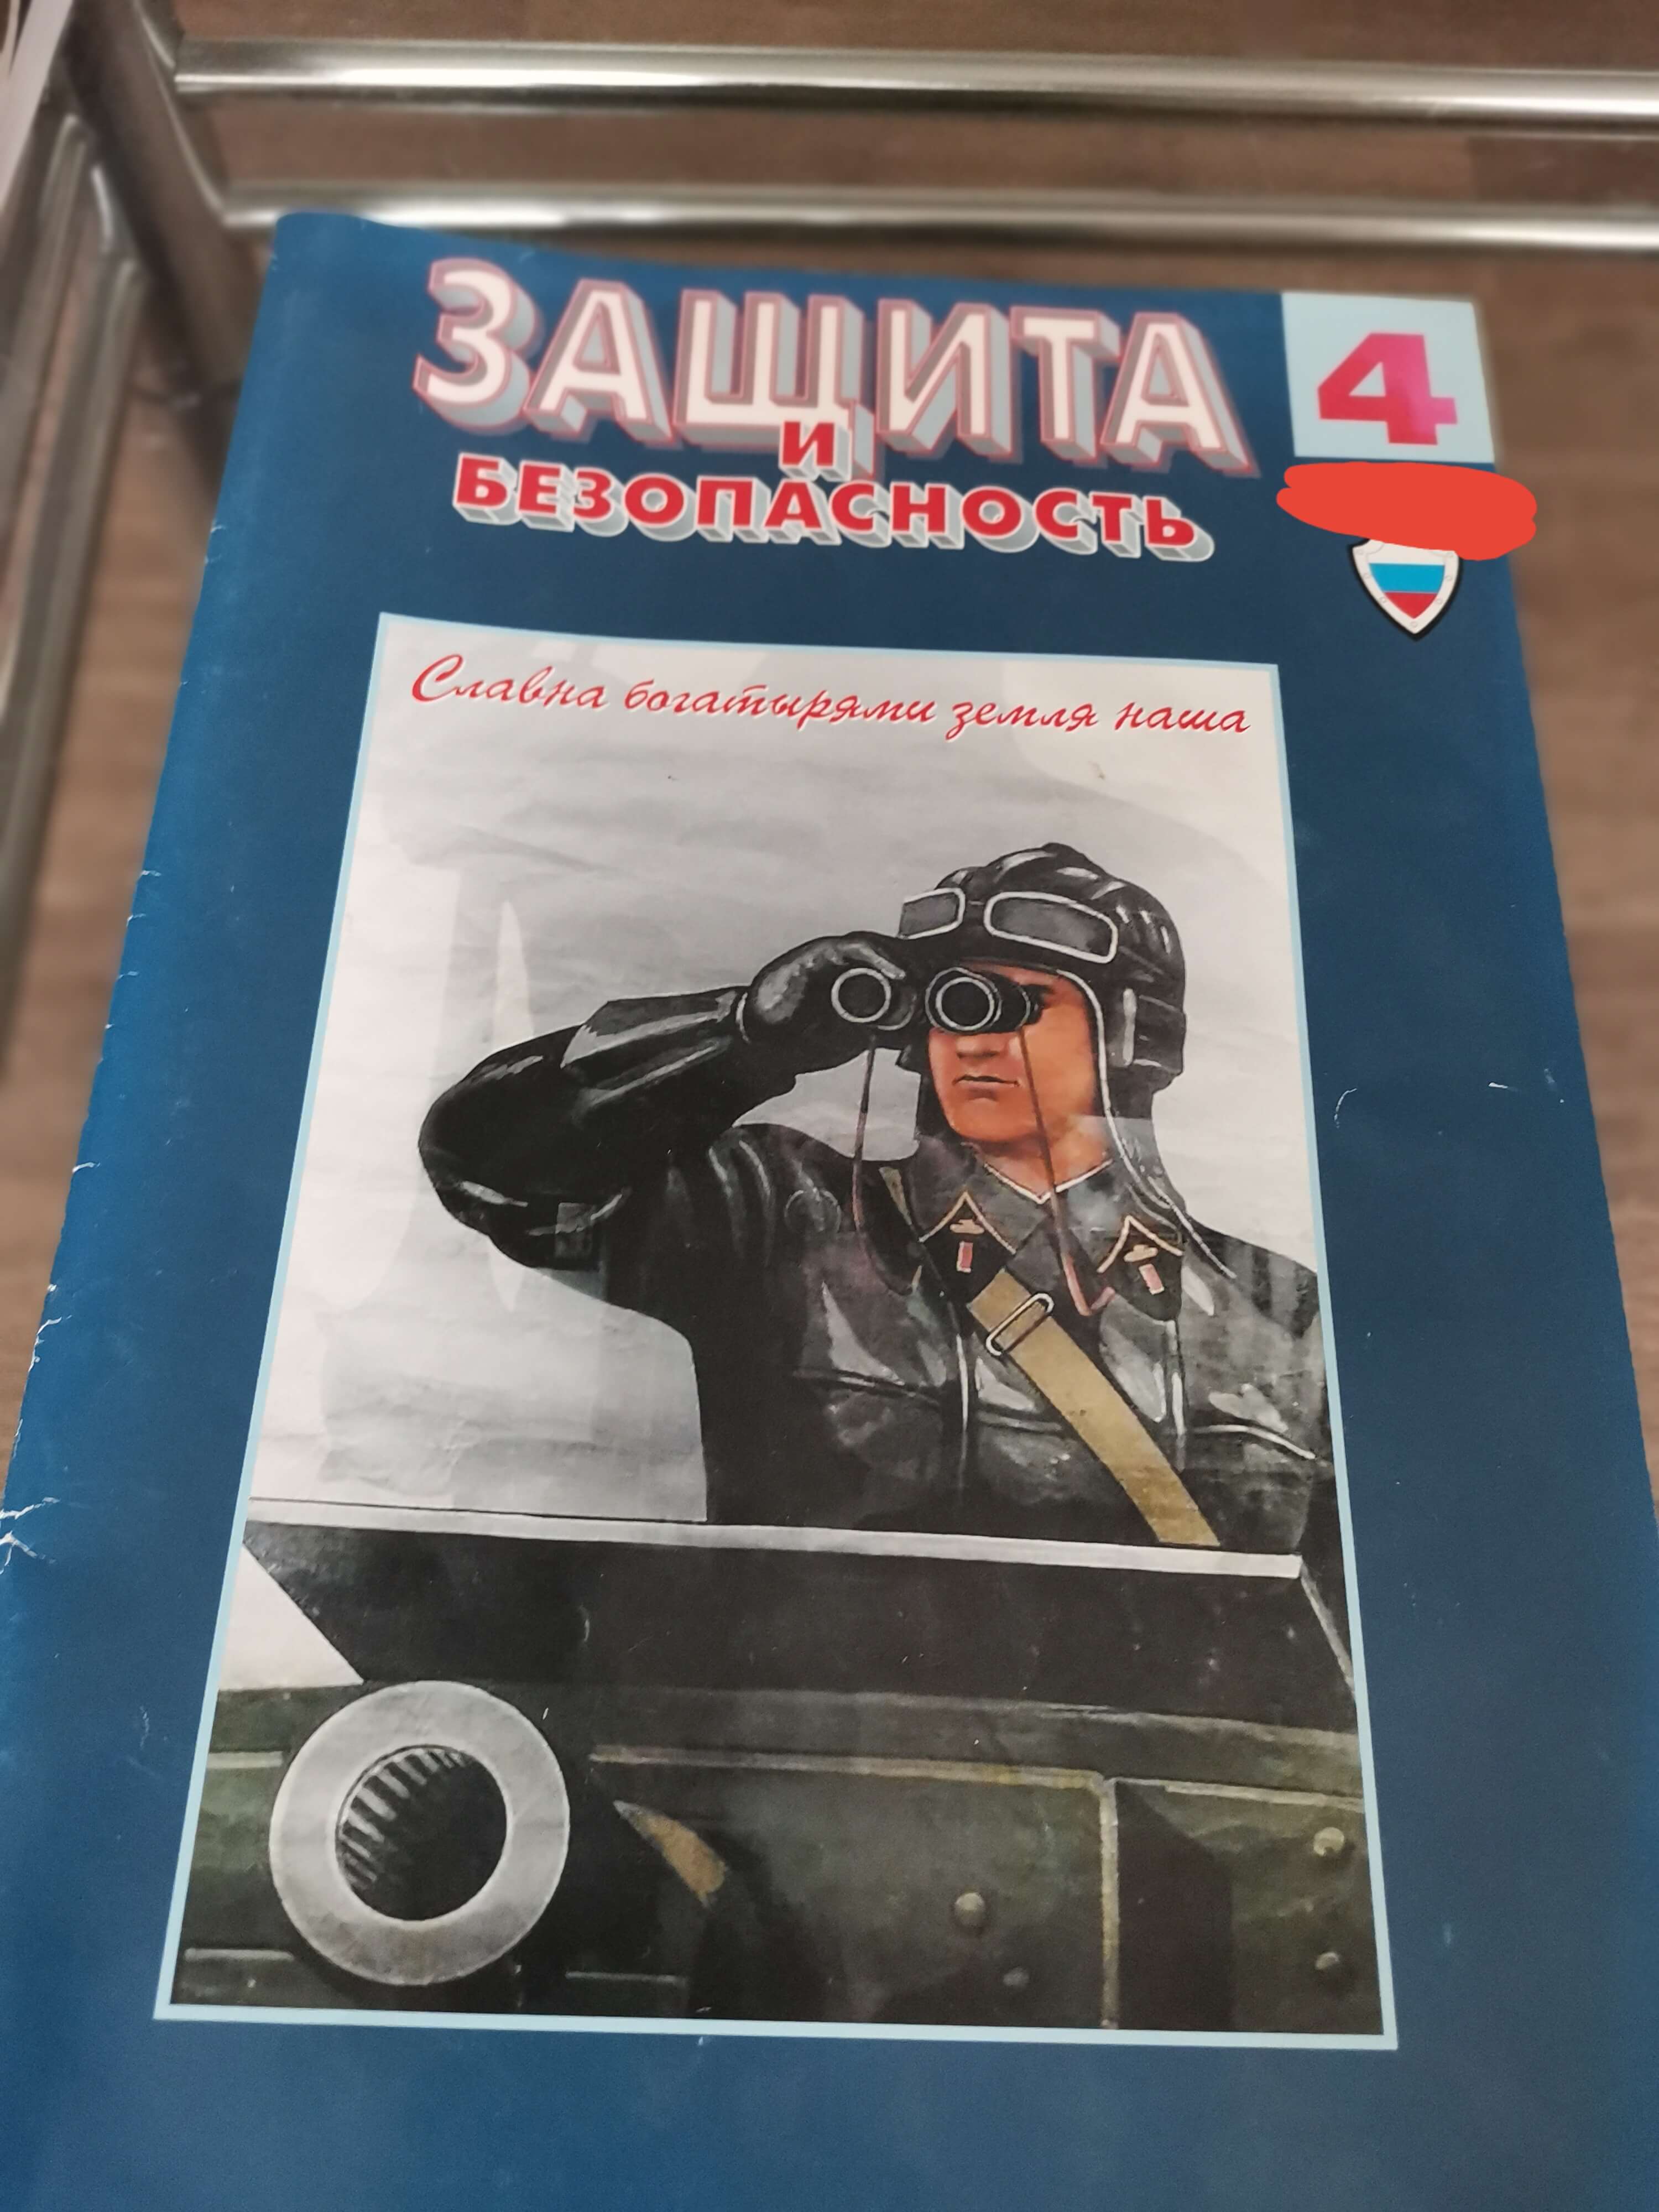 ЗАЩИТА
И
БЕЗОПАСНОСТЬ
4
Славна богатырями земля наша